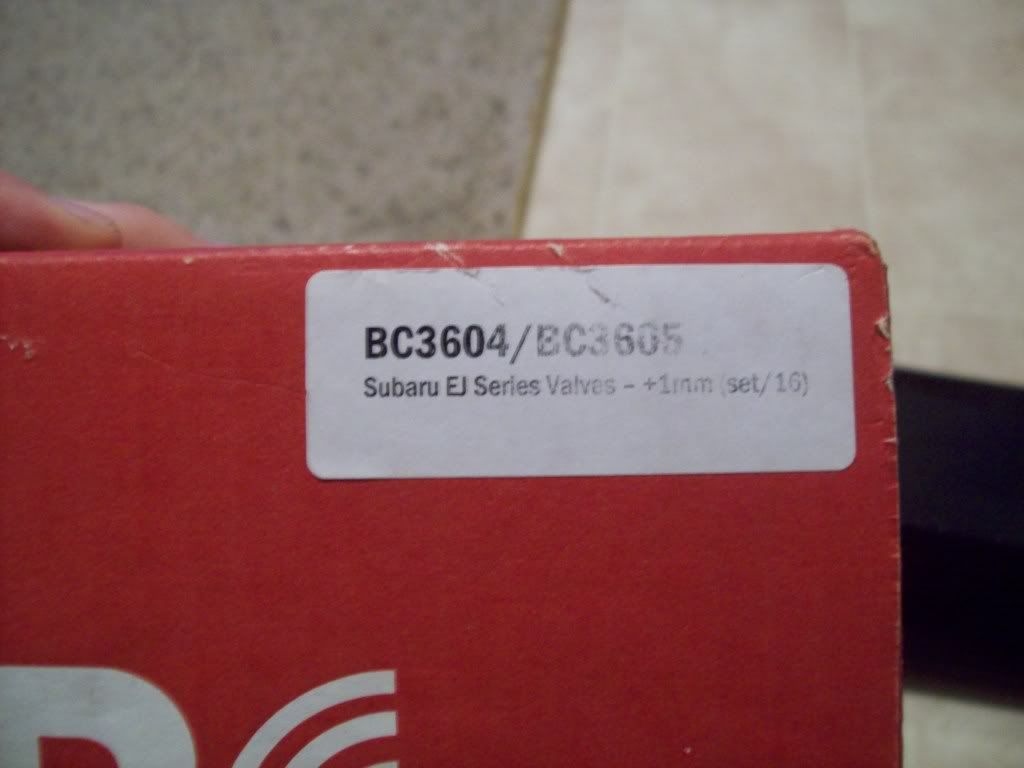 BC3604/BC3605
Subaru EJ Series Valves - +1mm (set/16)